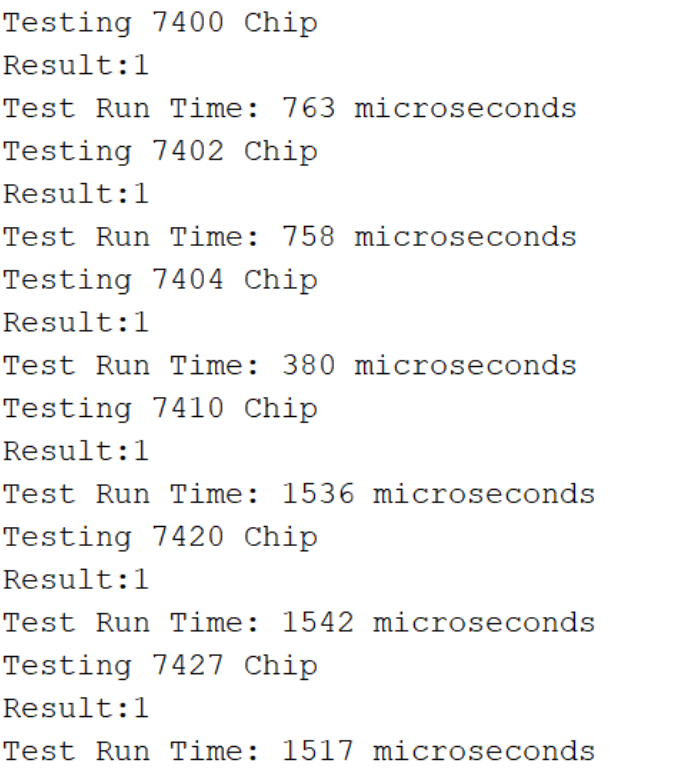 Testing 7400 Chip
Result:1
Test Run Time: 763 microseconds
Testing 7402 Chip
Result:1
Test Run Time: 758 microseconds
Testing 7404 Chip
Result:1
Test Run Time: 380 microseconds
Testing 7410 Chip
Result:1
Test Run Time: 1536 microseconds
Testing 7420 Chip
Result:1
Test Run Time: 1542 microseconds
Testing 7427 Chip
Result:1
Test Run Time: 1517 microseconds